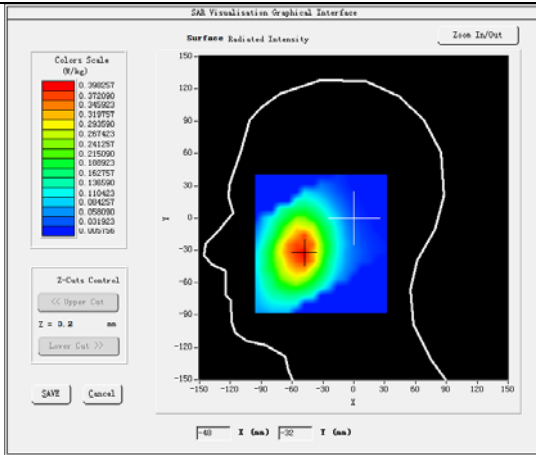 SAR Visualisation Graphical Interface
Surface Radiated Intensity
Zoom In/Out
Colors Scale
(W/kg)
0.398257
0.372090
0.345923
0.319757
0.293590
0.267423
0.241257
0.215090
0.188923
0.162757
0.136590
0.110423
0.084257
0.058090
0.031923
0.005756
150
120
90
60
30
0
-30
-60
-90
-120
-150
Y
-150 -120 -90 -60 -30 0 30 60 90 120 150
X
Z-Cuts Control
<< Upper Cut
Z = 3.2 mm
Lower Cut >>
SAVE Cancel
-48 X (mm) -32 Y (mm)